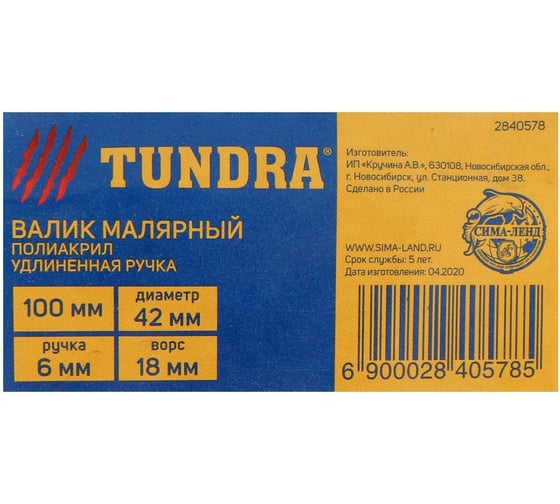 TUNDRA®
ВАЛИК МАЛЯРНЫЙ
ПОЛИАКРИЛ
УДЛИНЕННАЯ РУЧКА
100 мм
диаметр
42 мм
ручка
6 мм
ворс
18 мм
2840578
Изготовитель:
ИП «Кручина А.В.», 630108, Новосибирская обл.,
г. Новосибирск, ул. Станционная, дом 38.
Сделано в России
СИМА-ЛЕНД
WWW.SIMA-LAND.RU
Срок службы: 5 лет
Дата изготовления: 04.2020
6 900028 405785